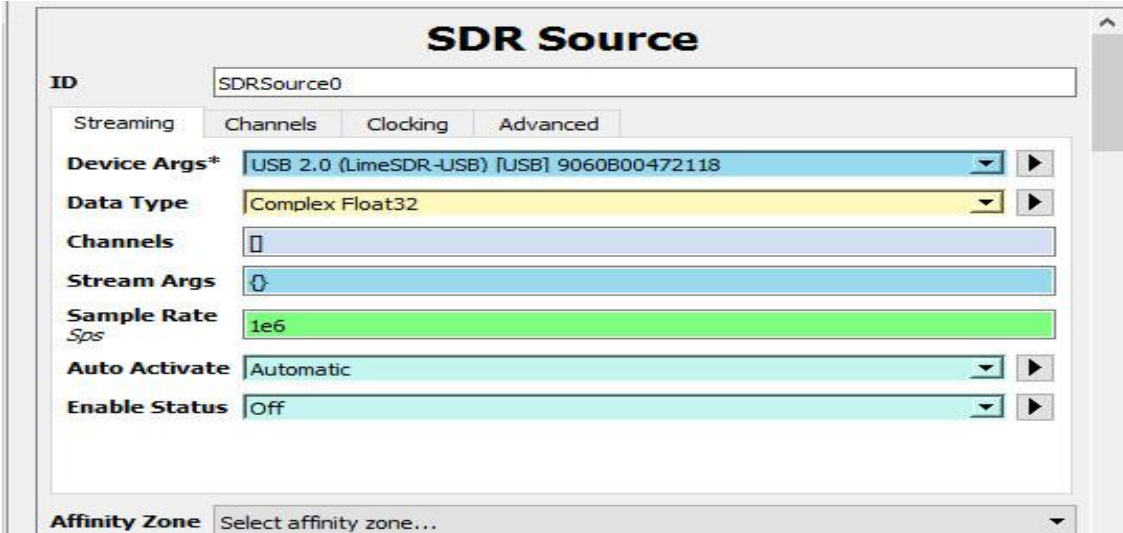 SDR Source
ID SDRSource0
Streaming Channels Clocking Advanced
Device Args* USB 2.0 (LimeSDR-USB) [USB] 9060B00472118
Data Type Complex Float32
Channels []
Stream Args {}
Sample Rate 1e6
Sps
Auto Activate Automatic
Enable Status Off
Affinity Zone Select affinity zone...